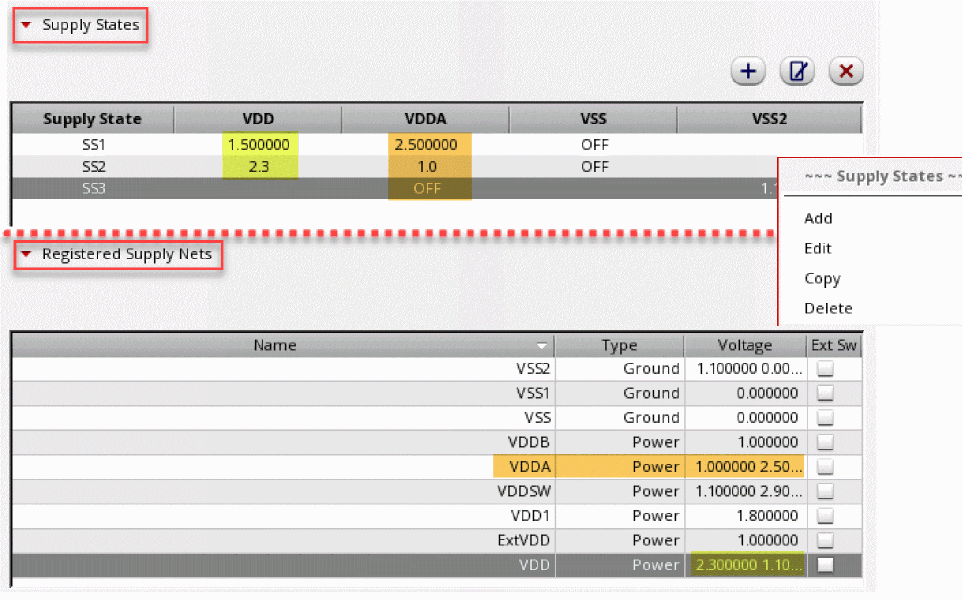 Supply States
Supply State VDD VDDA VSS VSS2
SS1 1.500000 2.500000 OFF
SS2 2.3 1.0 OFF
SS3 OFF
~~~ Supply States ~~
Add
Edit
Copy
Delete
Registered Supply Nets
Name Type Voltage Ext Sw
VSS2 Ground 1.100000 0.00...
VSS1 Ground 0.000000
VSS Ground 0.000000
VDDB Power 1.000000
VDDA Power 1.000000 2.50...
VDDSW Power 1.100000 2.90...
VDD1 Power 1.800000
ExtVDD Power 1.000000
VDD Power 2.300000 1.10...